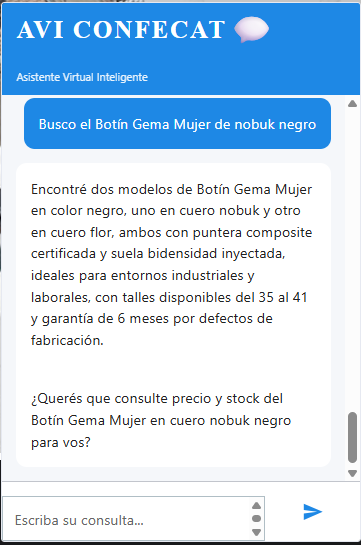 AVI CONFECAT 💬
Asistente Virtual Inteligente
Busco el Botín Gema Mujer de nobuk negro
Encontré dos modelos de Botín Gema Mujer
en color negro, uno en cuero nobuk y otro
en cuero flor, ambos con puntera composite
certificada y suela bidensidad inyectada,
ideales para entornos industriales y
laborales, con talles disponibles del 35 al 41
y garantía de 6 meses por defectos de
fabricación.
¿Querés que consulte precio y stock del
Botín Gema Mujer en cuero nobuk negro
para vos?
Escriba su consulta...